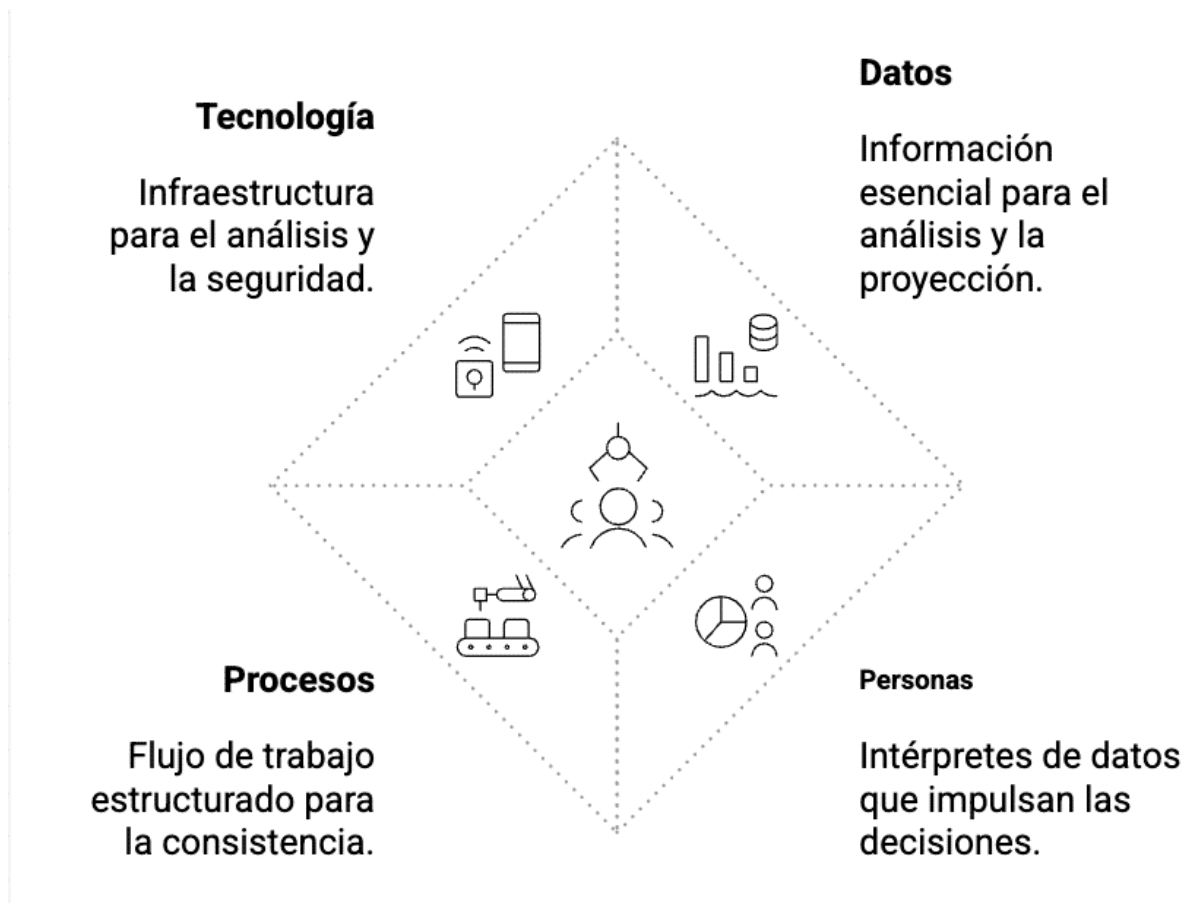 Tecnología
Infraestructura
para el análisis y
la seguridad.
Datos
Información
esencial para el
análisis y la
proyección.
Procesos
Flujo de trabajo
estructurado para
la consistencia.
Personas
Intérpretes de datos
que impulsan las
decisiones.